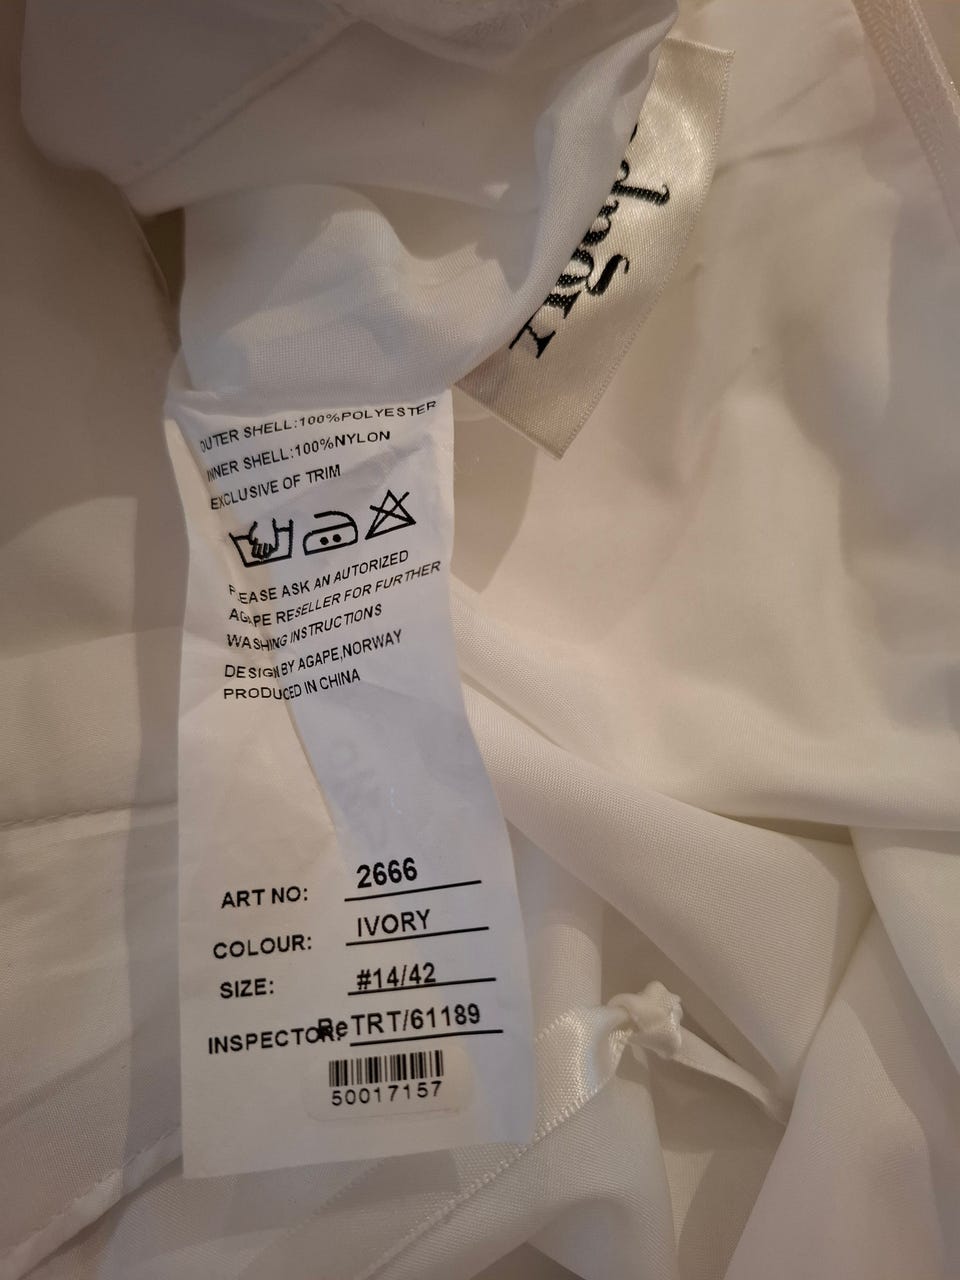 OUTER SHELL:100%POLYESTER
INNER SHELL:100%NYLON
EXCLUSIVE OF TRIM
PLEASE ASK AN AUTORIZED
AGAPE RESELLER FOR FURTHER
WASHING INSTRUCTIONS
DESIGN BY AGAPE,NORWAY
PRODUCED IN CHINA
ART NO: 2666
COLOUR: IVORY
SIZE: #14/42
INSPECTOR: ReTRT/61189
50017157